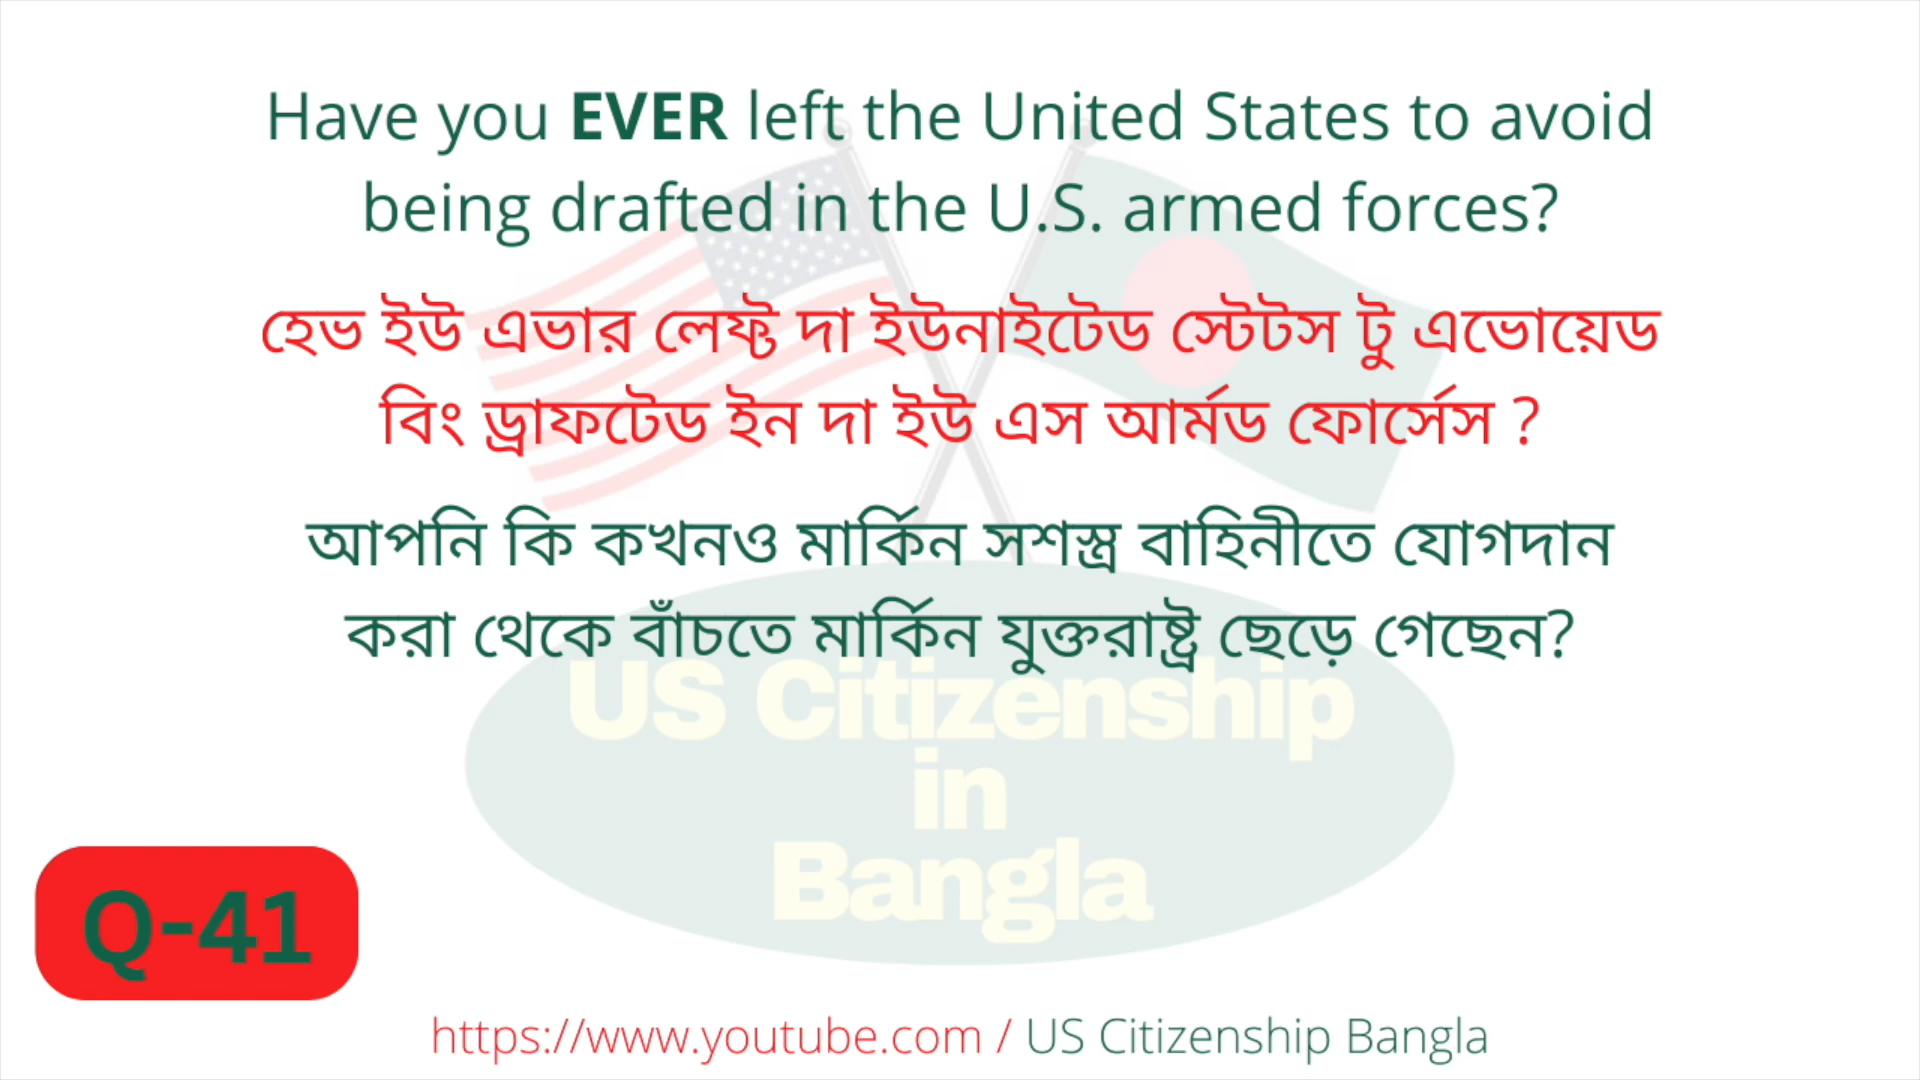 Have you EVER left the United States to avoid
being drafted in the U.S. armed forces?
হেভ ইউ এভার লেফ্ট দা ইউনাইটেড স্টেটস টু এভোয়েড
বিং ড্রাফটেড ইন দা ইউ এস আর্মড ফোর্সেস ?
আপনি কি কখনও মার্কিন সশস্ত্র বাহিনীতে যোগদান
করা থেকে বাঁচতে মার্কিন যুক্তরাষ্ট্র ছেড়ে গেছেন?
US Citizenship
in
Bangla
Q-41
https://www.youtube.com / US Citizenship Bangla